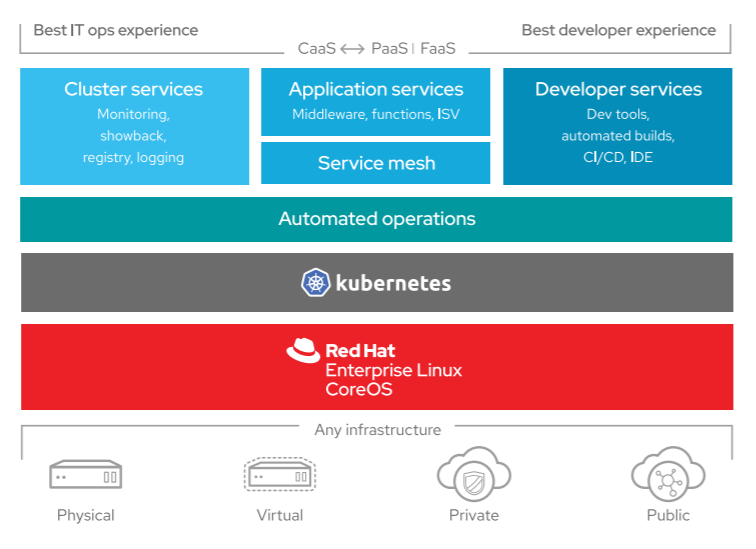 Best IT ops experience
Best developer experience
CaaS ↔ PaaS | FaaS
Cluster services
Monitoring,
showback,
registry, logging
Application services
Middleware, functions, ISV
Service mesh
Developer services
Dev tools,
automated builds,
CI/CD, IDE
Automated operations
kubernetes
Red Hat
Enterprise Linux
CoreOS
Any infrastructure
Physical
Virtual
Private
Public